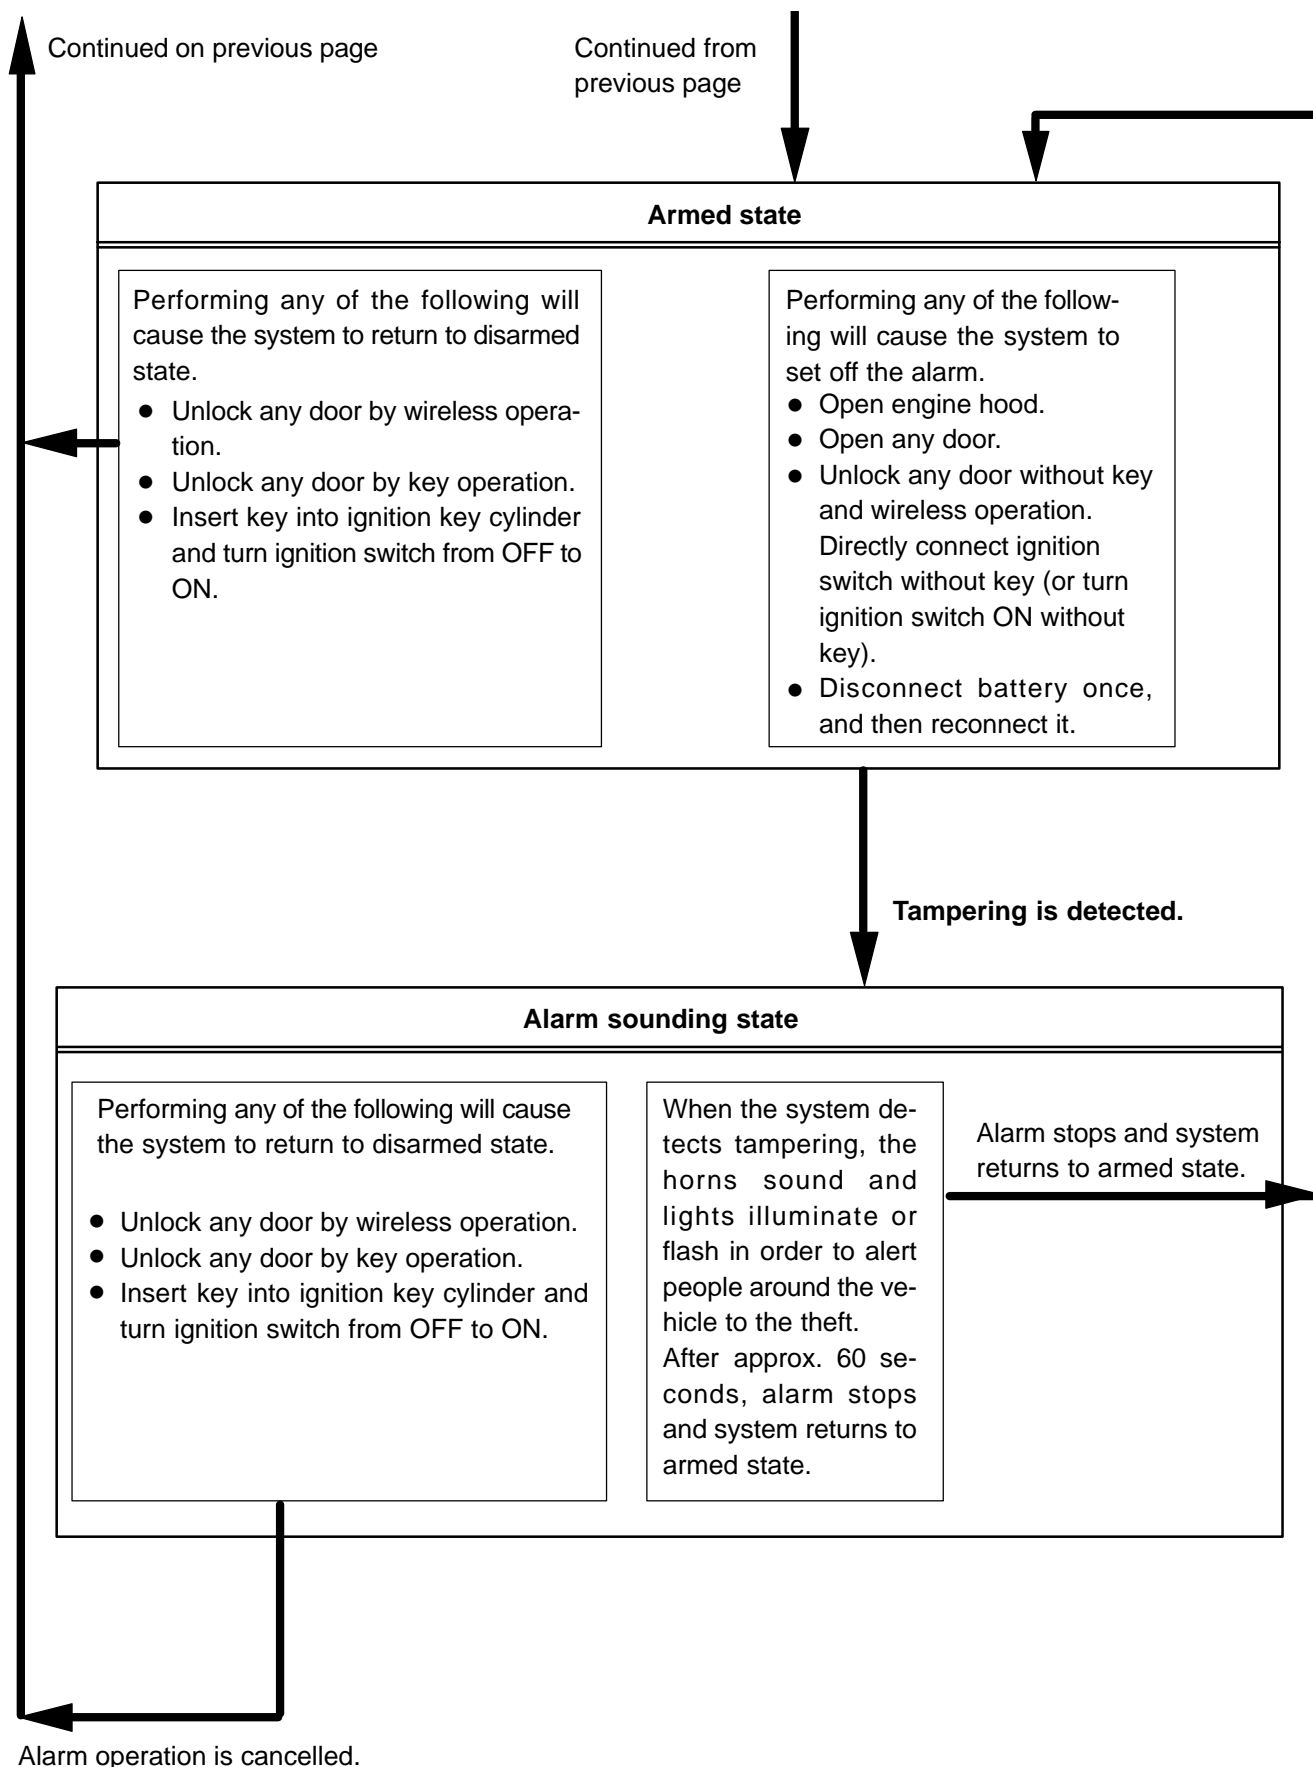 Continued on previous page
Continued from
previous page
Armed state
Performing any of the following will
cause the system to return to disarmed
state.
● Unlock any door by wireless opera-
tion.
● Unlock any door by key operation.
● Insert key into ignition key cylinder
and turn ignition switch from OFF to
ON.
Performing any of the follow-
ing will cause the system to
set off the alarm.
● Open engine hood.
● Open any door.
● Unlock any door without key
and wireless operation.
Directly connect ignition
switch without key (or turn
ignition switch ON without
key).
● Disconnect battery once,
and then reconnect it.
Tampering is detected.
Alarm sounding state
Performing any of the following will cause
the system to return to disarmed state.
● Unlock any door by wireless operation.
● Unlock any door by key operation.
● Insert key into ignition key cylinder and
turn ignition switch from OFF to ON.
When the system de-
tects tampering, the
horns sound and
lights illuminate or
flash in order to alert
people around the ve-
hicle to the theft.
After approx. 60 se-
conds, alarm stops
and system returns to
armed state.
Alarm stops and system
returns to armed state.
Alarm operation is cancelled.